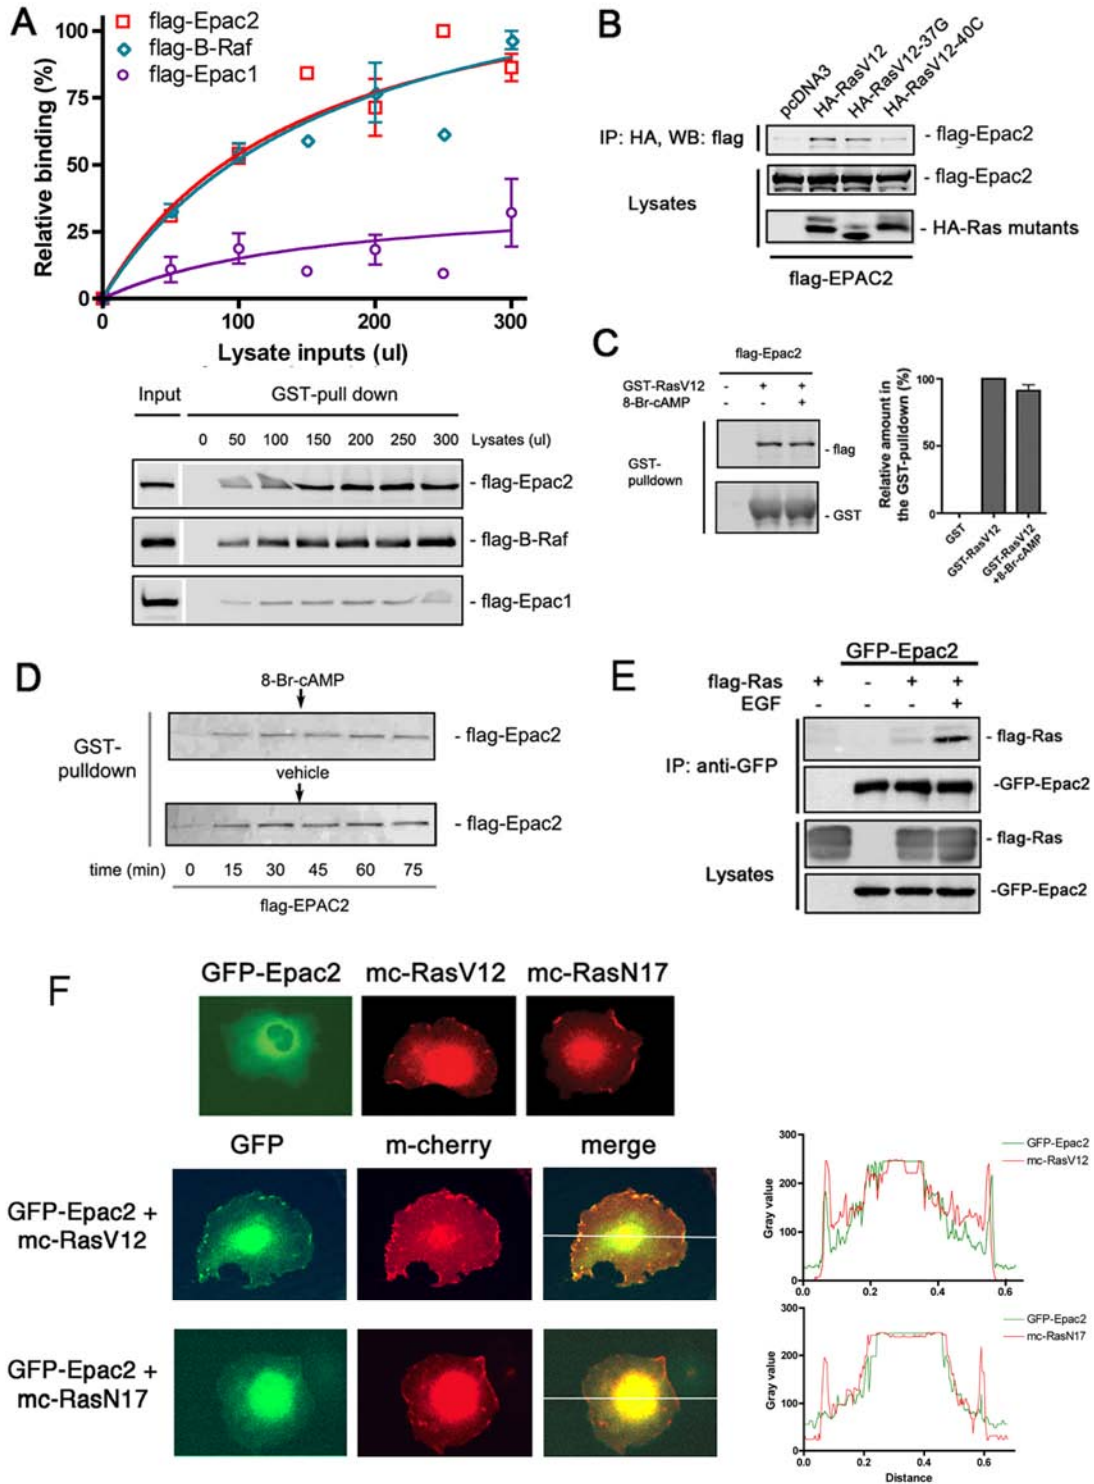 A
flag-Epac2
flag-B-Raf
flag-Epac1
Relative binding (%)
100
75
50
25
0
0 100 200 300
Lysate inputs (ul)
Input GST-pull down
0 50 100 150 200 250 300 Lysates (ul)
- flag-Epac2
- flag-B-Raf
- flag-Epac1
B
pcDNA3
HA-RasV12
HA-RasV12-37G
HA-RasV12-40C
IP: HA, WB: flag
- flag-Epac2
- flag-Epac2
Lysates
- HA-Ras mutants
flag-EPAC2
C
flag-Epac2
GST-RasV12 - + +
8-Br-cAMP - - +
GST-
pulldown
- flag
- GST
Relative amount in
the GST-pulldown (%)
100
50
0
GST
GST-RasV12
GST-RasV12
+8-Br-cAMP
D
8-Br-cAMP
GST-
pulldown
- flag-Epac2
vehicle
- flag-Epac2
time (min) 0 15 30 45 60 75
flag-EPAC2
E
GFP-Epac2
flag-Ras + - + +
EGF - - - +
IP: anti-GFP
- flag-Ras
-GFP-Epac2
Lysates
- flag-Ras
-GFP-Epac2
F
GFP-Epac2 mc-RasV12 mc-RasN17
GFP m-cherry merge
GFP-Epac2 +
mc-RasV12
GFP-Epac2 +
mc-RasN17
300
200
100
0
Gray value
GFP-Epac2
mc-RasV12
0.0 0.2 0.4 0.6
300
200
100
0
Gray value
GFP-Epac2
mc-RasN17
0.0 0.2 0.4 0.6
Distance